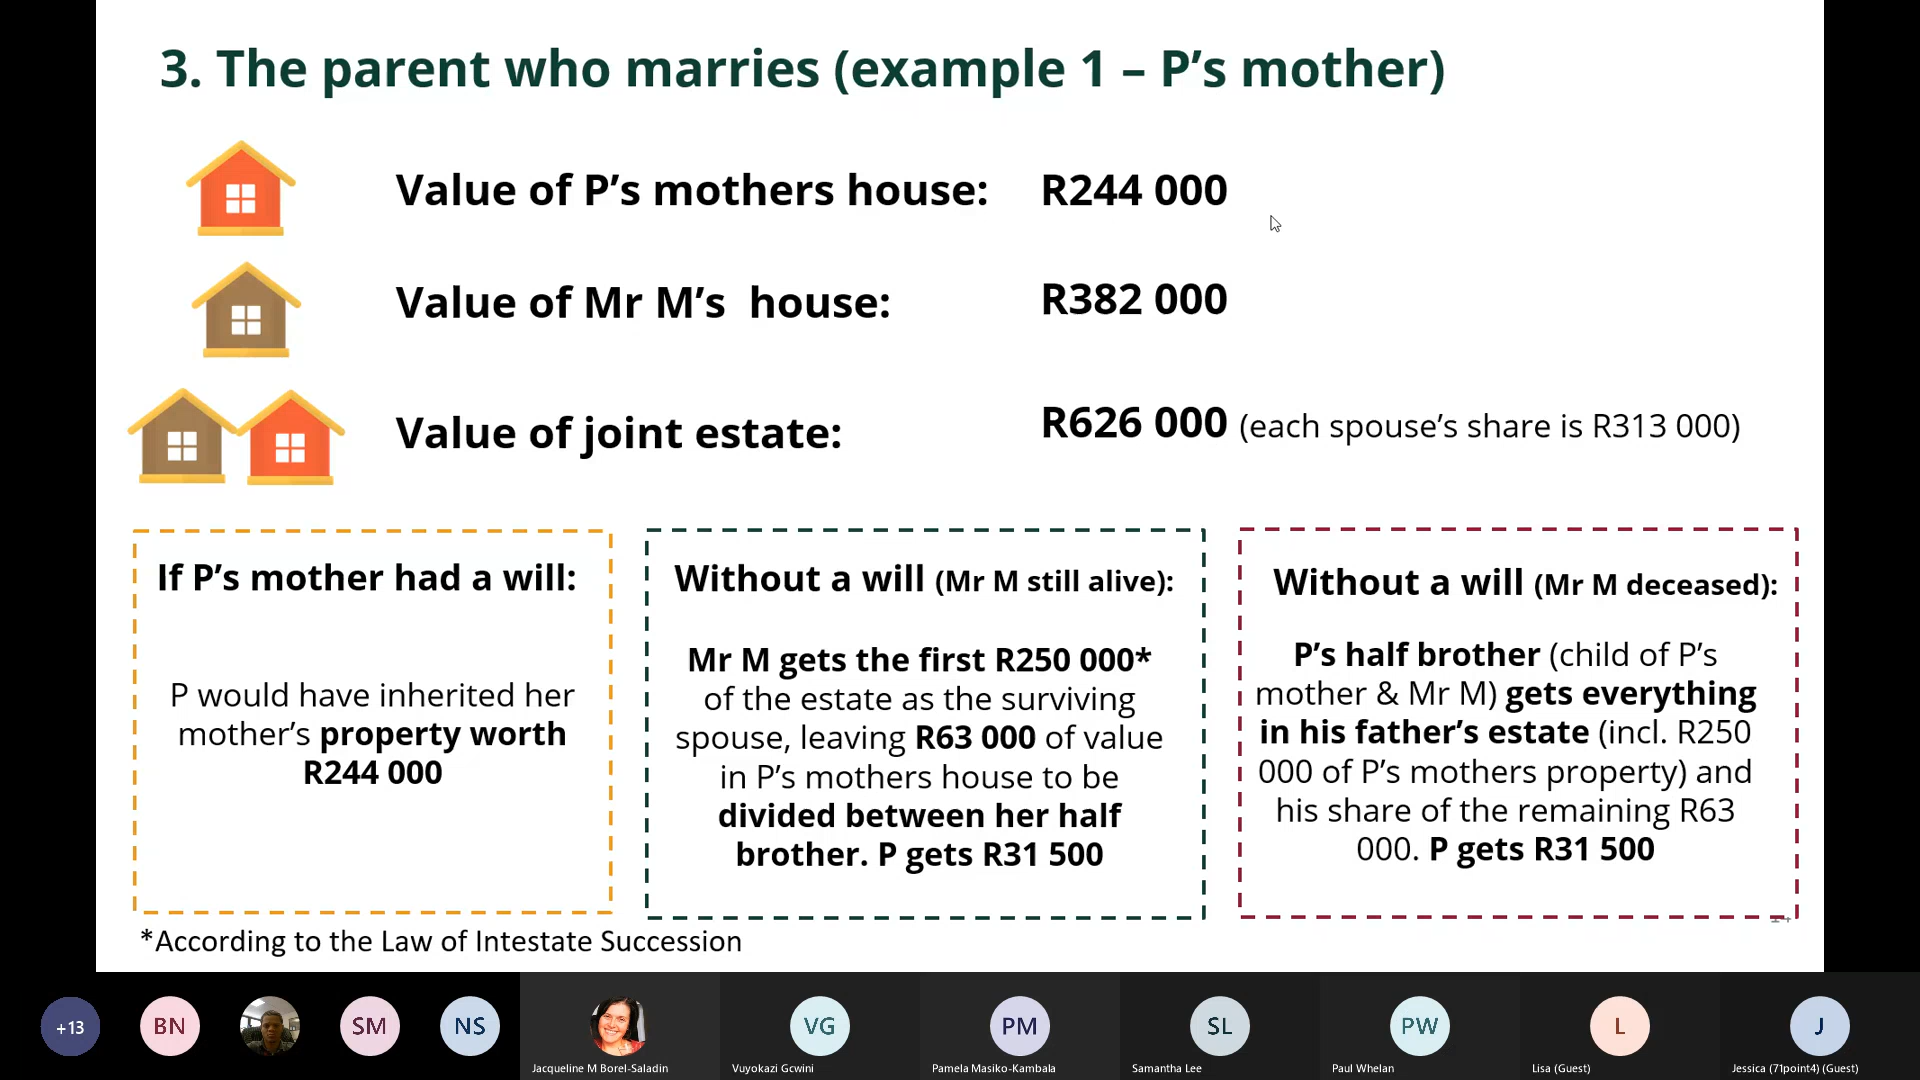 3. The parent who marries (example 1 – P’s mother)
Value of P’s mothers house: R244 000
Value of Mr M’s  house: R382 000
Value of joint estate: R626 000 (each spouse’s share is R313 000)
If P’s mother had a will:
P would have inherited her
mother’s property worth
R244 000
Without a will (Mr M still alive):
Mr M gets the first R250 000*
of the estate as the surviving
spouse, leaving R63 000 of value
in P’s mothers house to be
divided between her half
brother. P gets R31 500
Without a will (Mr M deceased):
P’s half brother (child of P’s
mother & Mr M) gets everything
in his father’s estate (incl. R250
000 of P’s mothers property) and
his share of the remaining R63
000. P gets R31 500
*According to the Law of Intestate Succession
+13
BN
SM
NS
Jacqueline M Borel-Saladin
VG
Vuyokazi Gcwini
PM
Pamela Masiko-Kambala
SL
Samantha Lee
PW
Paul Whelan
L
Lisa (Guest)
J
Jessica (71point4) (Guest)